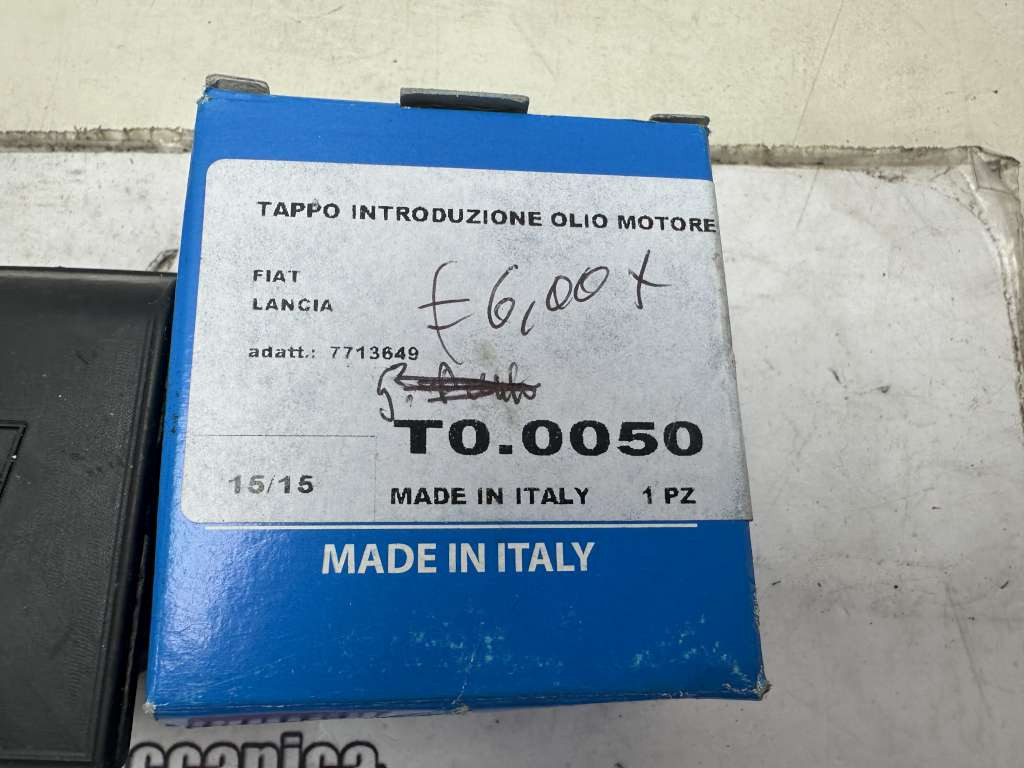 TAPPO INTRODUZIONE OLIO MOTORE
FIAT
LANCIA
€ 6,00 X
adatt.: 7713649
T0.0050
15/15
MADE IN ITALY 1 PZ
MADE IN ITALY